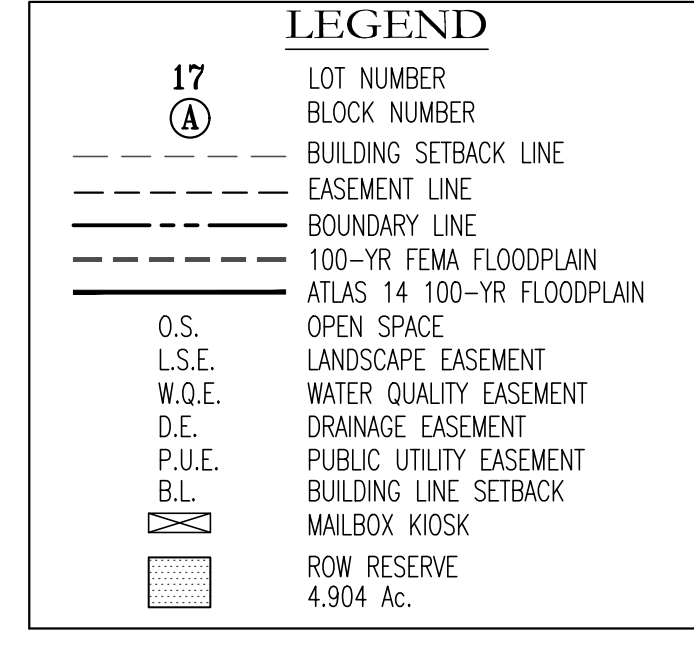 LEGEND
17 LOT NUMBER
A BLOCK NUMBER
BUILDING SETBACK LINE
EASEMENT LINE
BOUNDARY LINE
100-YR FEMA FLOODPLAIN
ATLAS 14 100-YR FLOODPLAIN
O.S. OPEN SPACE
L.S.E. LANDSCAPE EASEMENT
W.Q.E. WATER QUALITY EASEMENT
D.E. DRAINAGE EASEMENT
P.U.E. PUBLIC UTILITY EASEMENT
B.L. BUILDING LINE SETBACK
MAILBOX KIOSK
ROW RESERVE
4.904 Ac.